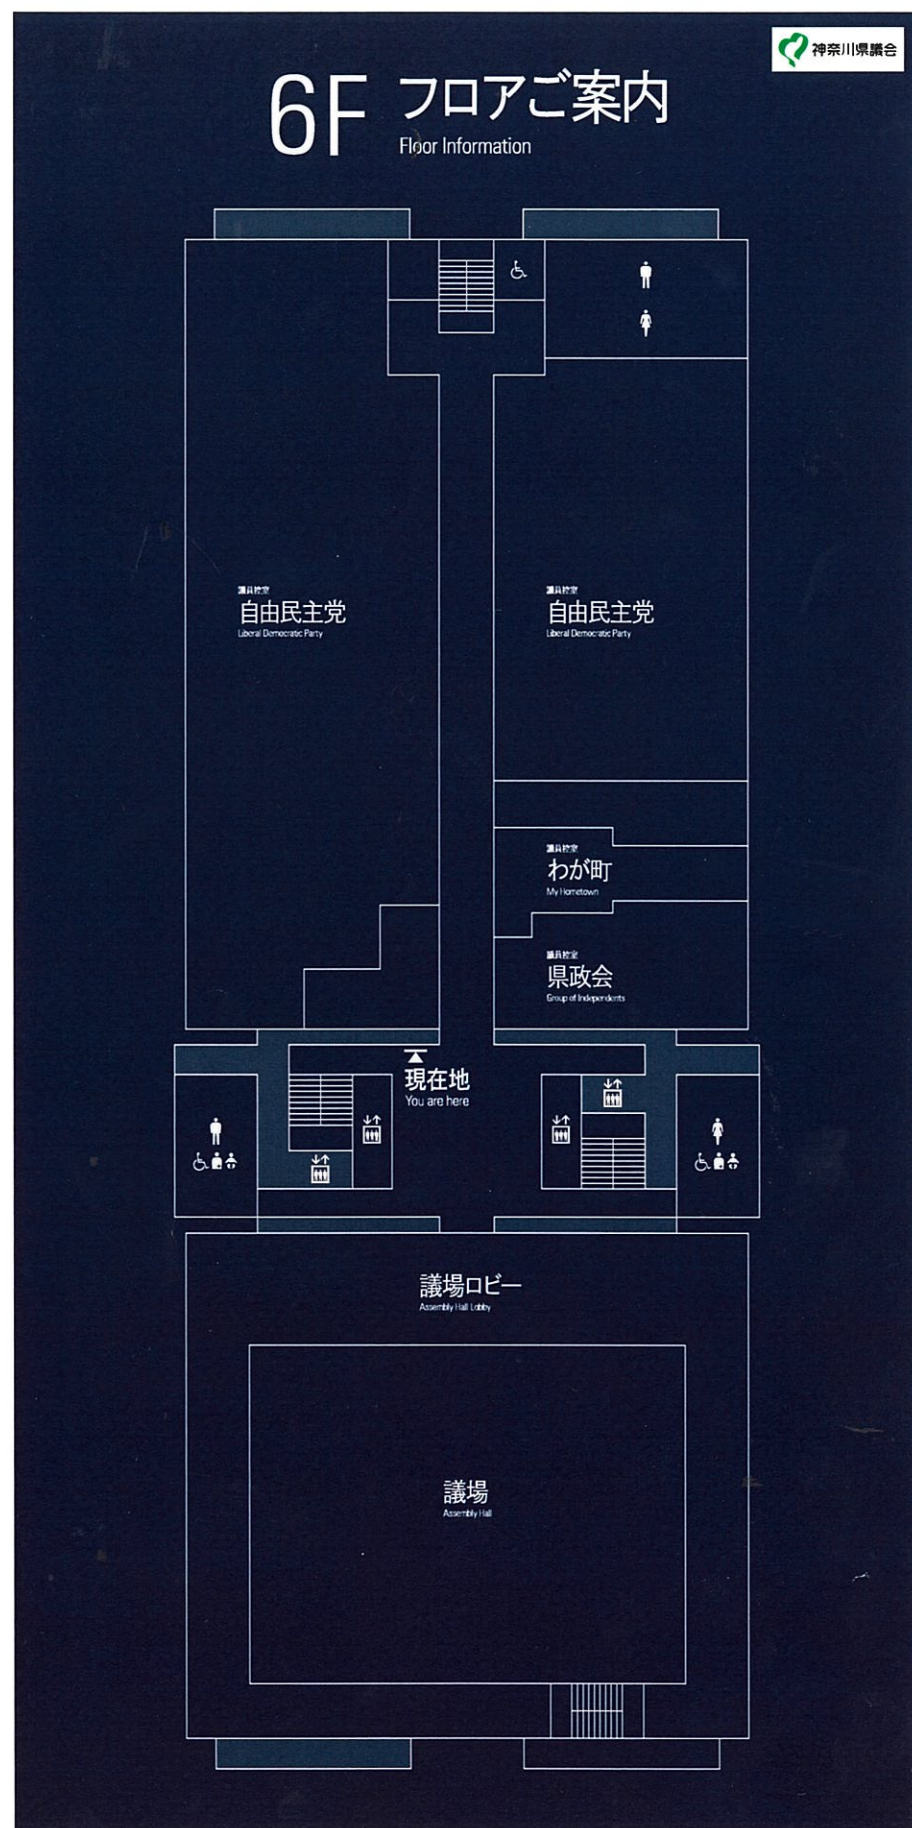 神奈川県議会
6F フロアご案内
Floor Information
議員控室
自由民主党
Liberal Democratic Party
議員控室
自由民主党
Liberal Democratic Party
議員控室
わが町
My Hometown
議員控室
県政会
Group of Independents
現在地
You are here
議場ロビー
Assembly Hall Lobby
議場
Assembly Hall